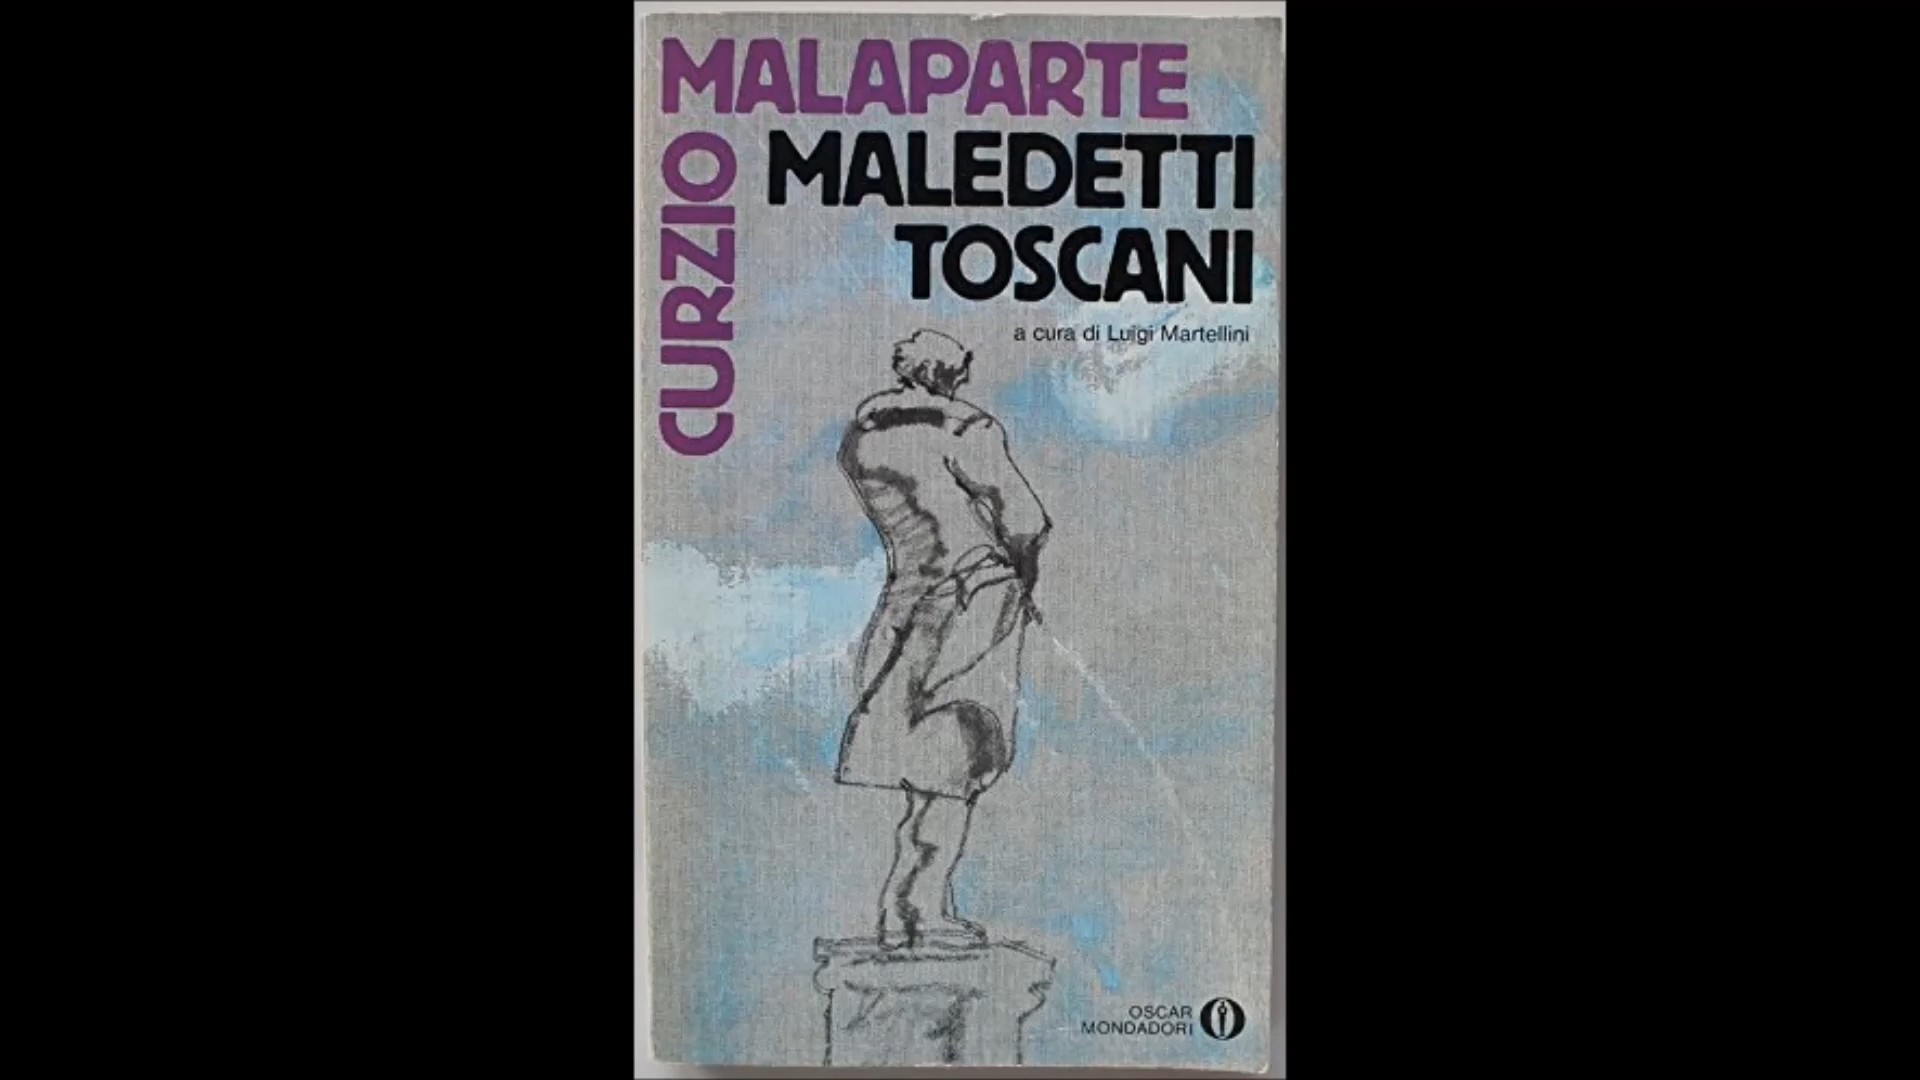 CURZIO
MALAPARTE
MALEDETTI
TOSCANI
a cura di Luigi Martellini
OSCAR
MONDADORI